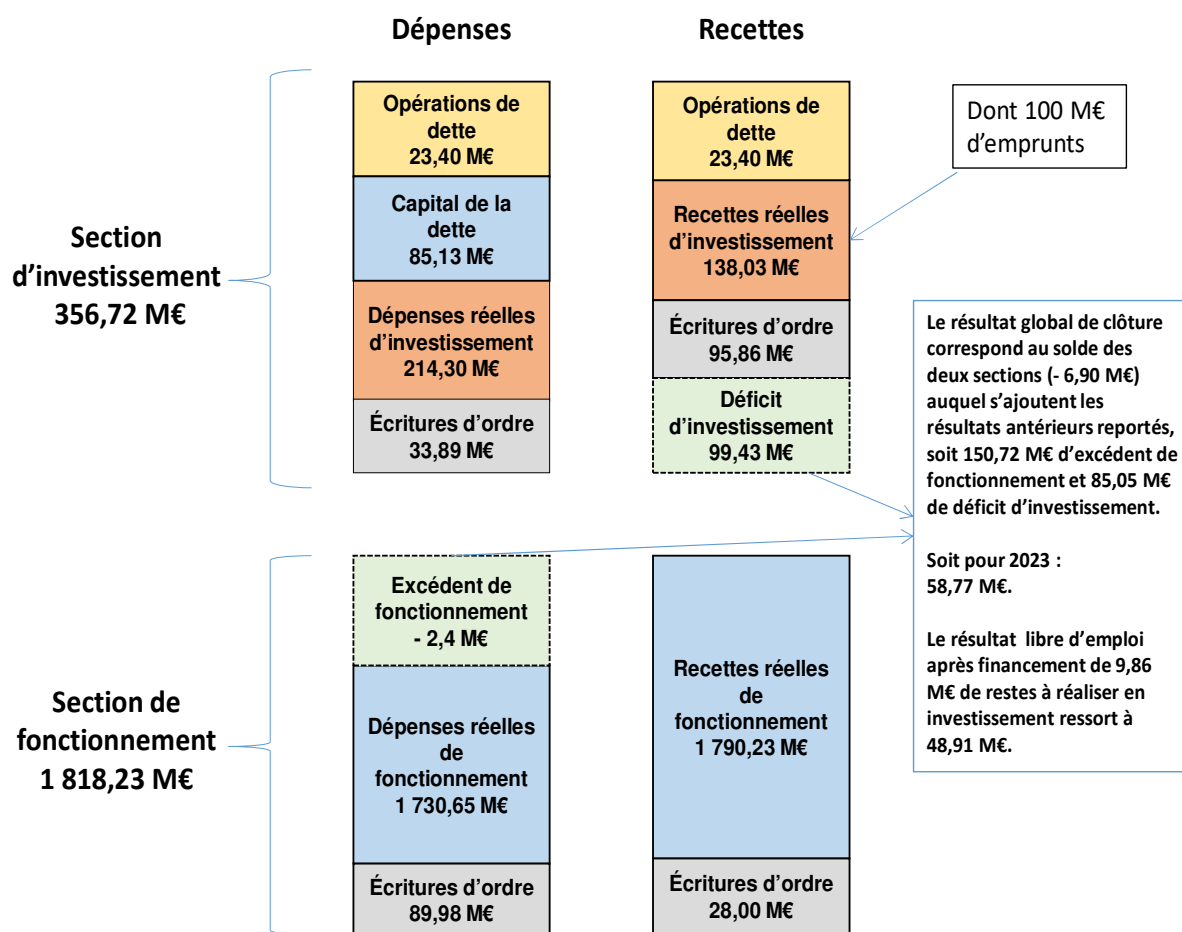 Dépenses
Recettes
Section
d’investissement
356,72 M€
Opérations de
dette
23,40 M€
Capital de la
dette
85,13 M€
Dépenses réelles
d’investissement
214,30 M€
Écritures d’ordre
33,89 M€
Opérations de
dette
23,40 M€
Recettes réelles
d’investissement
138,03 M€
Écritures d’ordre
95,86 M€
Déficit
d’investissement
99,43 M€
Dont 100 M€
d’emprunts
Le résultat global de clôture
correspond au solde des
deux sections (- 6,90 M€)
auquel s’ajoutent les
résultats antérieurs reportés,
soit 150,72 M€ d’excédent de
fonctionnement et 85,05 M€
de déficit d’investissement.
Soit pour 2023 :
58,77 M€.
Le résultat libre d’emploi
après financement de 9,86
M€ de restes à réaliser en
investissement ressort à
48,91 M€.
Section de
fonctionnement
1 818,23 M€
Excédent de
fonctionnement
- 2,4 M€
Dépenses réelles
de
fonctionnement
1 730,65 M€
Écritures d’ordre
89,98 M€
Recettes réelles
de
fonctionnement
1 790,23 M€
Écritures d’ordre
28,00 M€